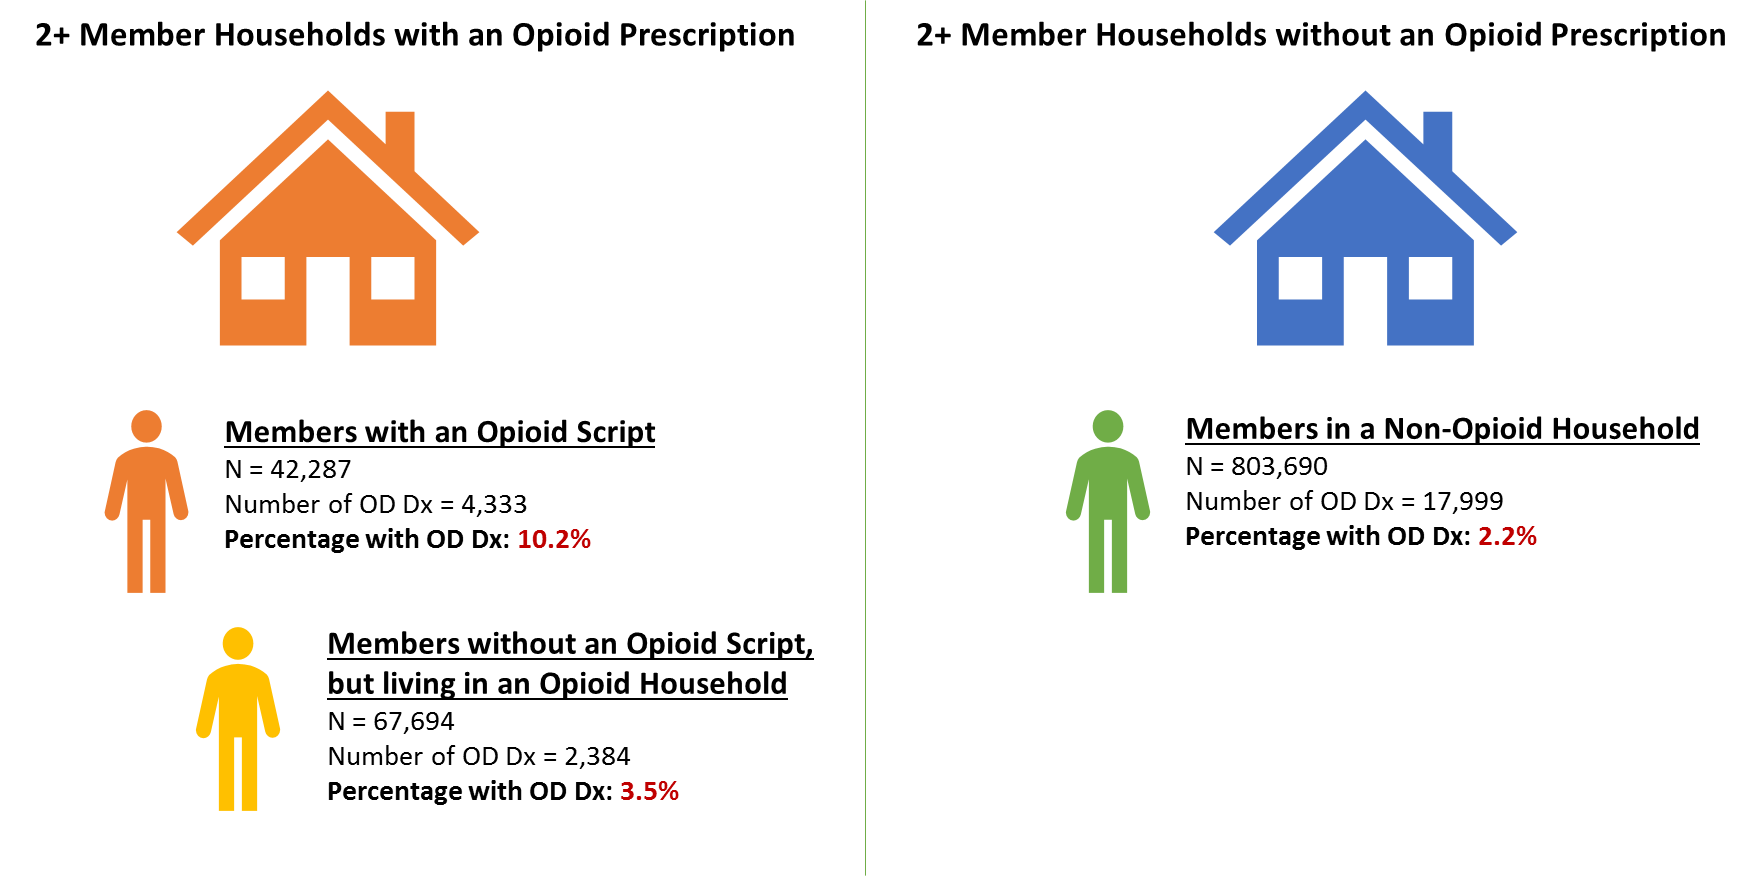 2+ Member Households with an Opioid Prescription
Members with an Opioid Script
N = 42,287
Number of OD Dx = 4,333
Percentage with OD Dx: 10.2%
Members without an Opioid Script,
but living in an Opioid Household
N = 67,694
Number of OD Dx = 2,384
Percentage with OD Dx: 3.5%
2+ Member Households without an Opioid Prescription
Members in a Non-Opioid Household
N = 803,690
Number of OD Dx = 17,999
Percentage with OD Dx: 2.2%